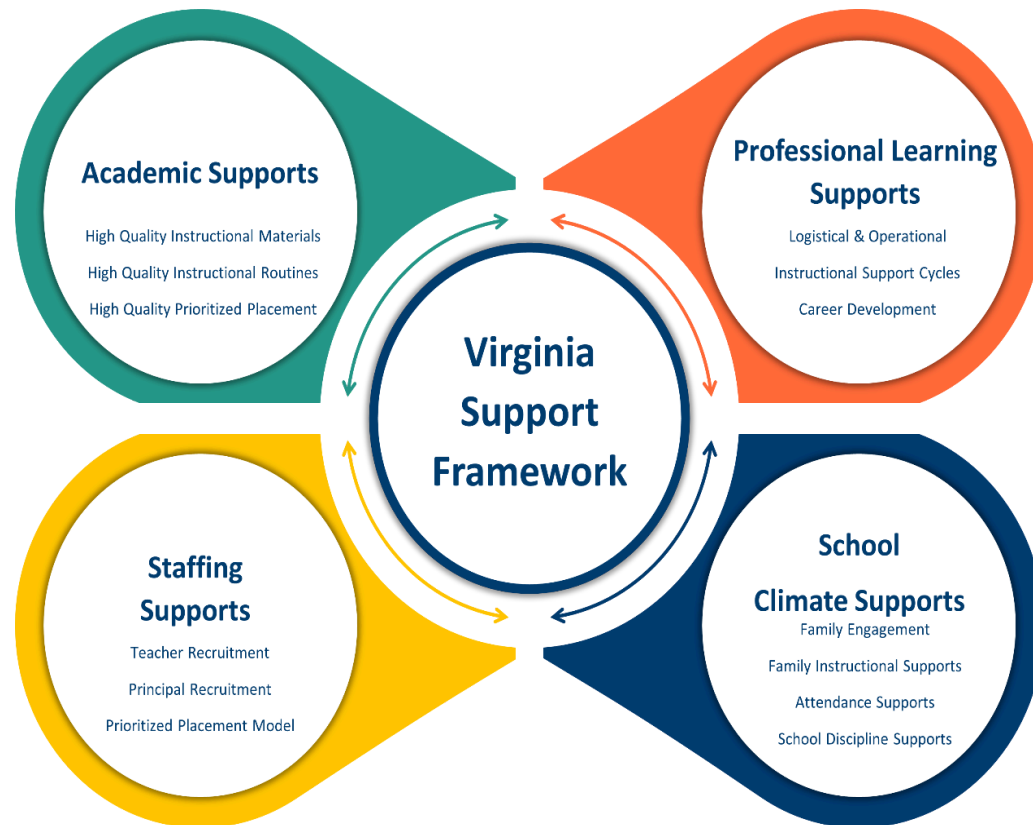 Academic Supports
High Quality Instructional Materials
High Quality Instructional Routines
High Quality Prioritized Placement
Professional Learning
Supports
Logistical & Operational
Instructional Support Cycles
Career Development
Virginia
Support
Framework
Staffing
Supports
Teacher Recruitment
Principal Recruitment
Prioritized Placement Model
School
Climate Supports
Family Engagement
Family Instructional Supports
Attendance Supports
School Discipline Supports